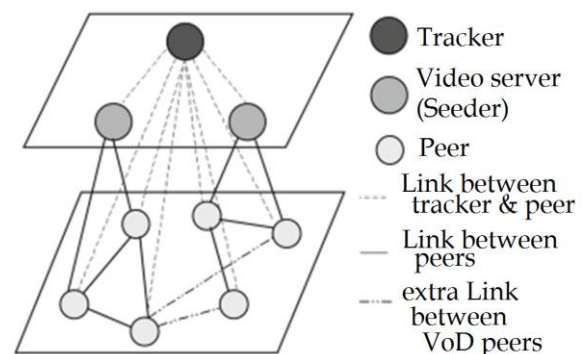 Tracker
Video server
(Seeder)
Peer
Link between
tracker & peer
Link between
peers
extra Link
between
VoD peers